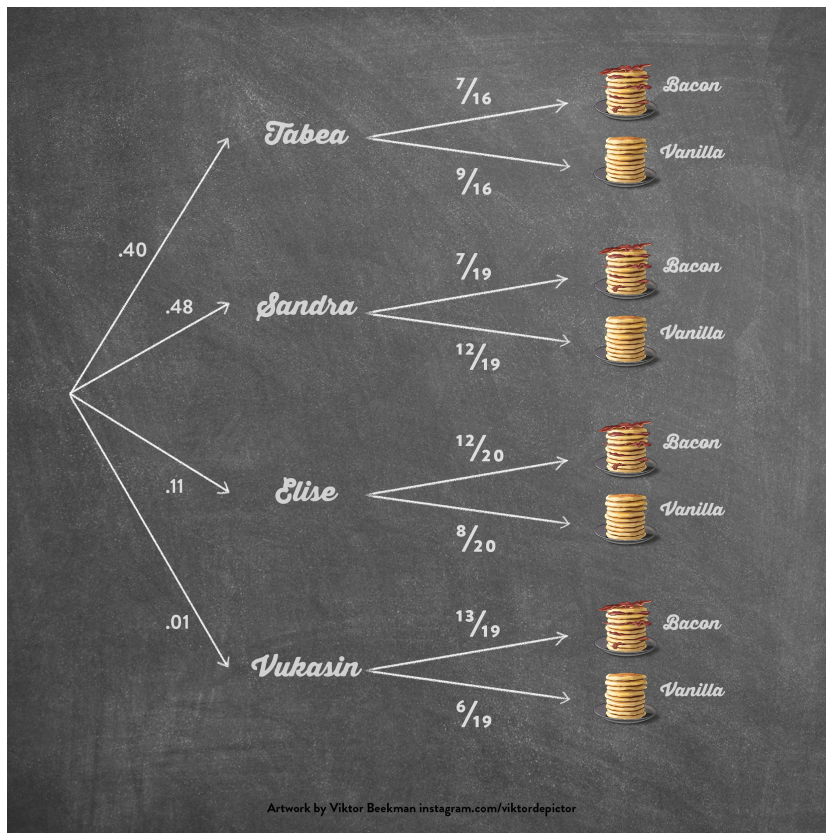 7/16
Bacon
Tabea
Vanilla
9/16
.40
7/19
Bacon
.48
Sandra
Vanilla
12/19
12/20
Bacon
.11
Elise
Vanilla
8/20
.01
13/19
Bacon
Vukasin
Vanilla
6/19
Artwork by Viktor Beekman instagram.com/viktordepictor